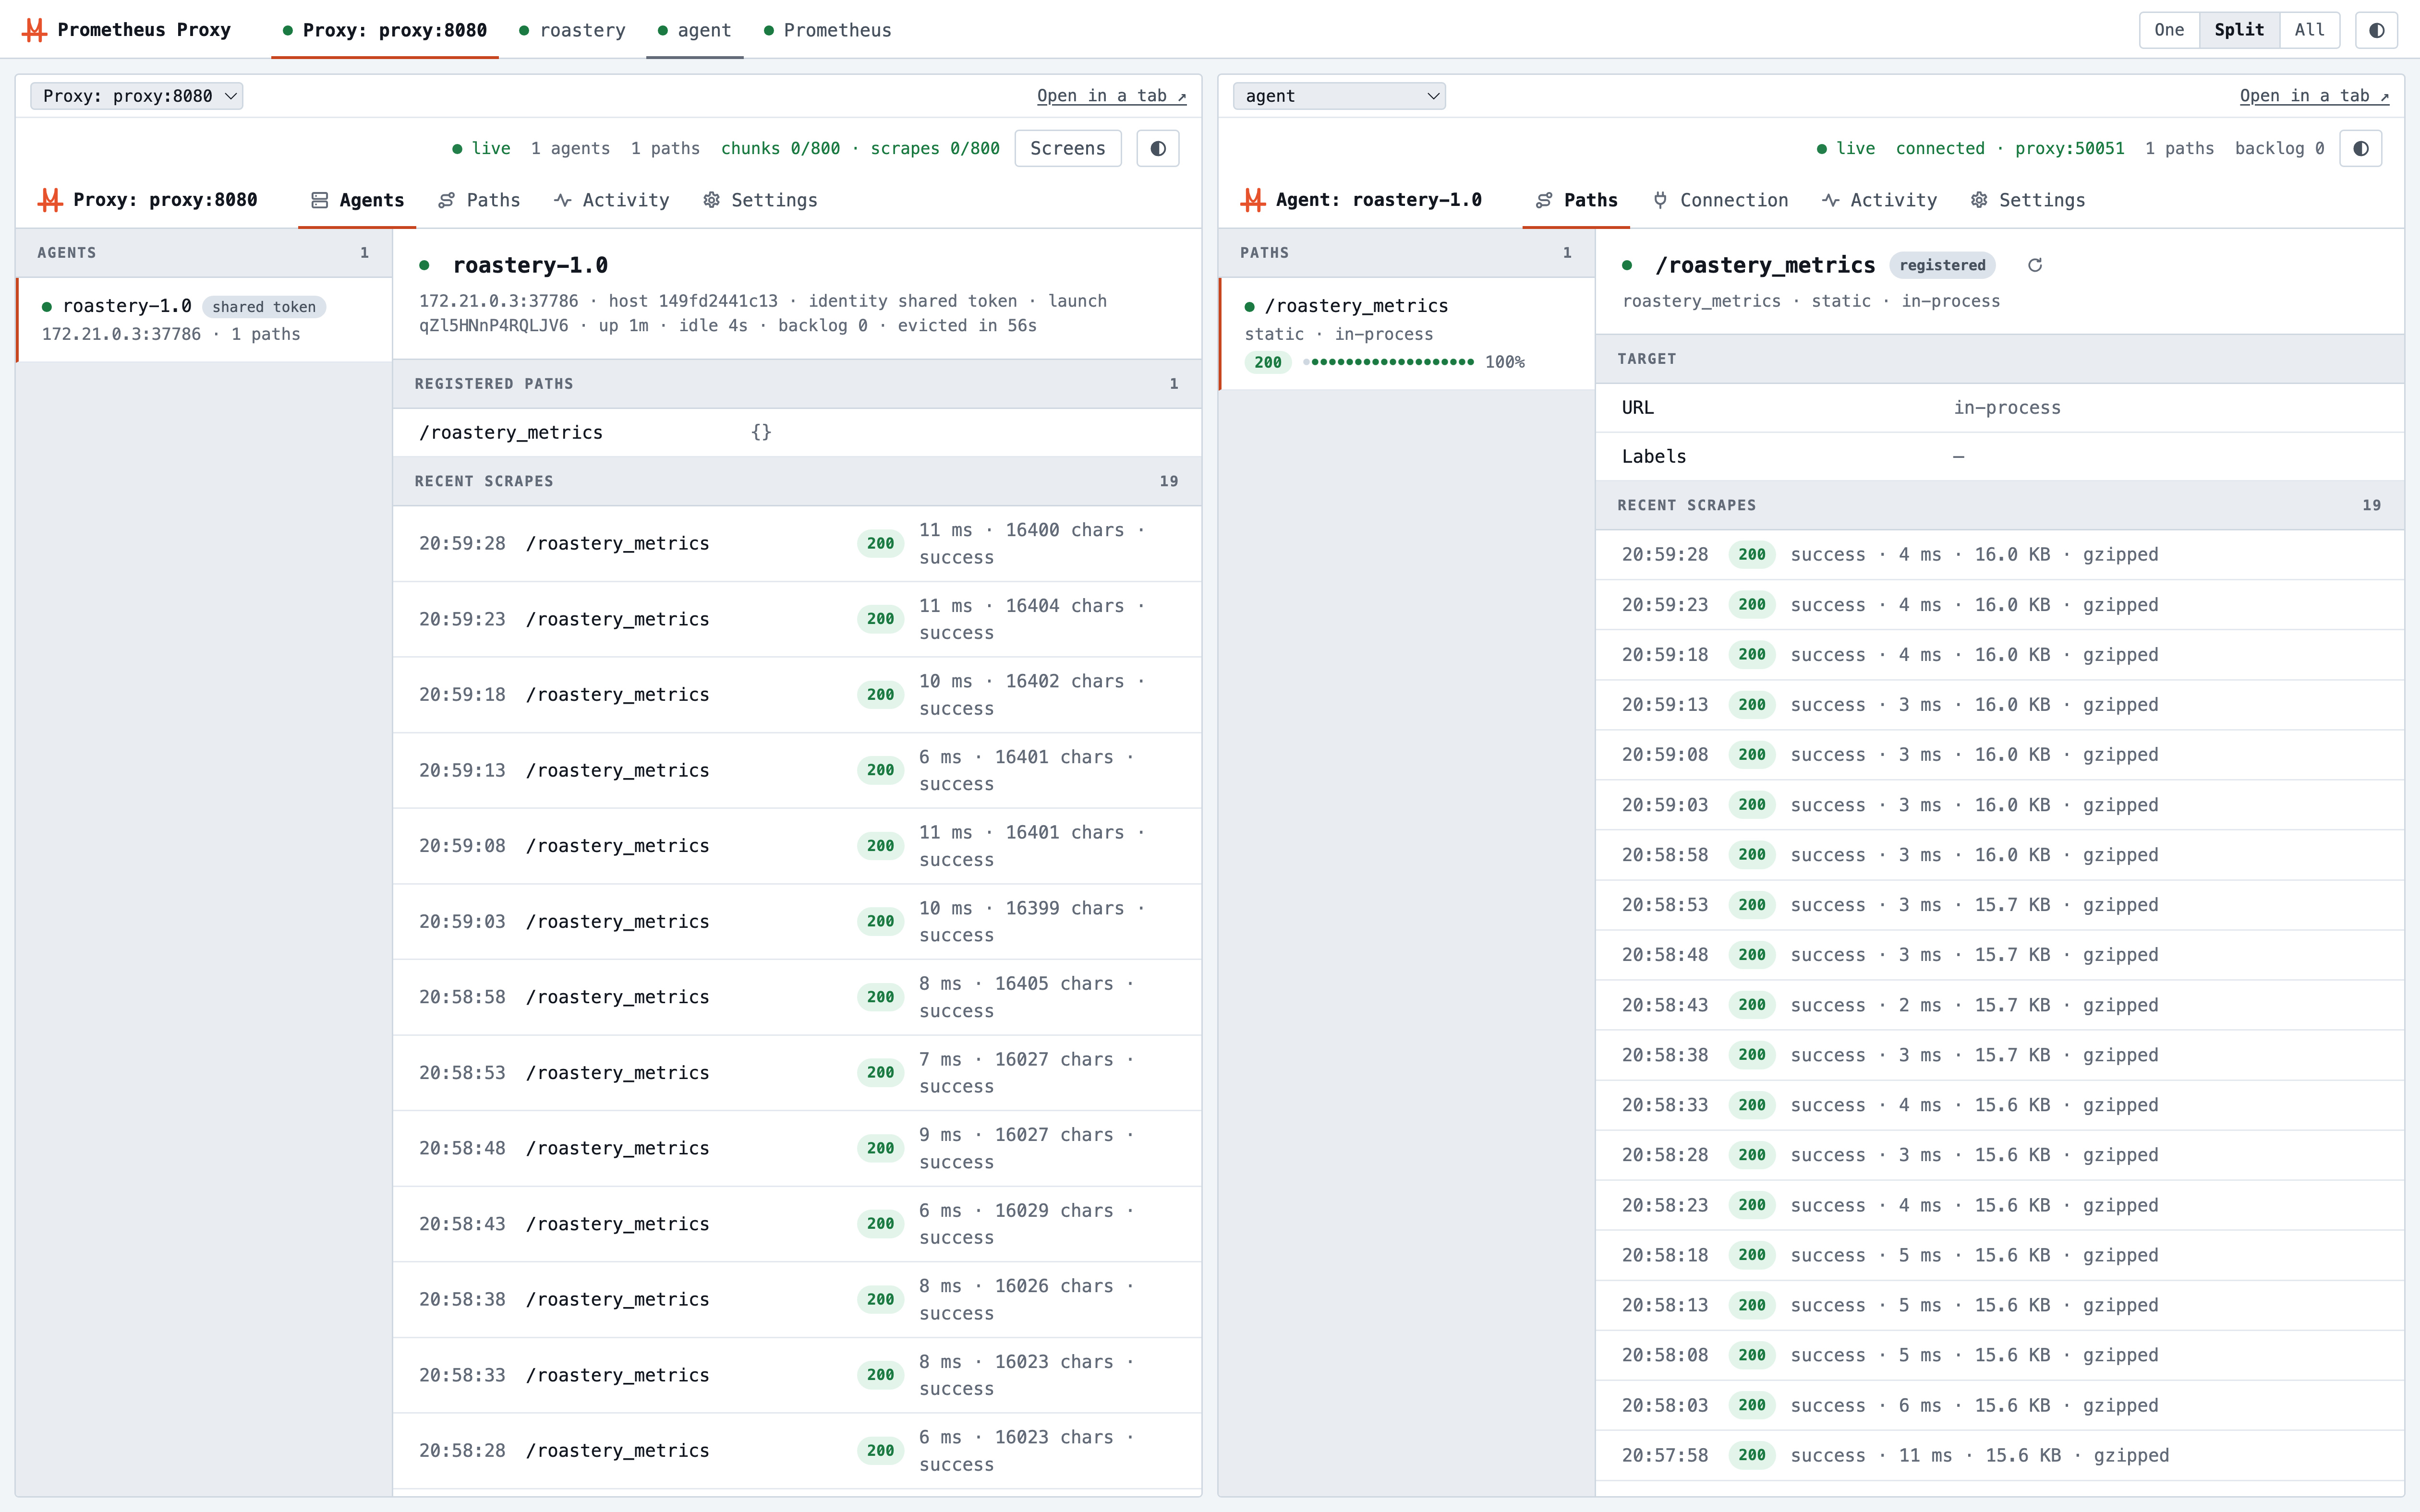 Prometheus Proxy Proxy: proxy:8080 roastery agent Prometheus One Split All
Proxy: proxy:8080 Open in a tab ↗
live 1 agents 1 paths chunks 0/800 · scrapes 0/800 Screens
Proxy: proxy:8080 Agents Paths Activity Settings
AGENTS 1
roastery-1.0 shared token
172.21.0.3:37786 · 1 paths
roastery-1.0
172.21.0.3:37786 · host 149fd2441c13 · identity shared token · launch
qZl5HNnP4RQLJV6 · up 1m · idle 4s · backlog 0 · evicted in 56s
REGISTERED PATHS 1
/roastery_metrics {}
RECENT SCRAPES 19
20:59:28 /roastery_metrics 200 11 ms · 16400 chars ·
success
20:59:23 /roastery_metrics 200 11 ms · 16404 chars ·
success
20:59:18 /roastery_metrics 200 10 ms · 16402 chars ·
success
20:59:13 /roastery_metrics 200 6 ms · 16401 chars ·
success
20:59:08 /roastery_metrics 200 11 ms · 16401 chars ·
success
20:59:03 /roastery_metrics 200 10 ms · 16399 chars ·
success
20:58:58 /roastery_metrics 200 8 ms · 16405 chars ·
success
20:58:53 /roastery_metrics 200 7 ms · 16027 chars ·
success
20:58:48 /roastery_metrics 200 9 ms · 16027 chars ·
success
20:58:43 /roastery_metrics 200 6 ms · 16029 chars ·
success
20:58:38 /roastery_metrics 200 8 ms · 16026 chars ·
success
20:58:33 /roastery_metrics 200 8 ms · 16023 chars ·
success
20:58:28 /roastery_metrics 200 6 ms · 16023 chars ·
success
agent Open in a tab ↗
live connected · proxy:50051 1 paths backlog 0
Agent: roastery-1.0 Paths Connection Activity Settings
PATHS 1
/roastery_metrics
static · in-process
200 100%
/roastery_metrics registered
roastery_metrics · static · in-process
TARGET
URL in-process
Labels —
RECENT SCRAPES 19
20:59:28 200 success · 4 ms · 16.0 KB · gzipped
20:59:23 200 success · 4 ms · 16.0 KB · gzipped
20:59:18 200 success · 4 ms · 16.0 KB · gzipped
20:59:13 200 success · 3 ms · 16.0 KB · gzipped
20:59:08 200 success · 3 ms · 16.0 KB · gzipped
20:59:03 200 success · 3 ms · 16.0 KB · gzipped
20:58:58 200 success · 3 ms · 16.0 KB · gzipped
20:58:53 200 success · 3 ms · 15.7 KB · gzipped
20:58:48 200 success · 3 ms · 15.7 KB · gzipped
20:58:43 200 success · 2 ms · 15.7 KB · gzipped
20:58:38 200 success · 3 ms · 15.7 KB · gzipped
20:58:33 200 success · 4 ms · 15.6 KB · gzipped
20:58:28 200 success · 3 ms · 15.6 KB · gzipped
20:58:23 200 success · 4 ms · 15.6 KB · gzipped
20:58:18 200 success · 5 ms · 15.6 KB · gzipped
20:58:13 200 success · 5 ms · 15.6 KB · gzipped
20:58:08 200 success · 5 ms · 15.6 KB · gzipped
20:58:03 200 success · 6 ms · 15.6 KB · gzipped
20:57:58 200 success · 11 ms · 15.6 KB · gzipped